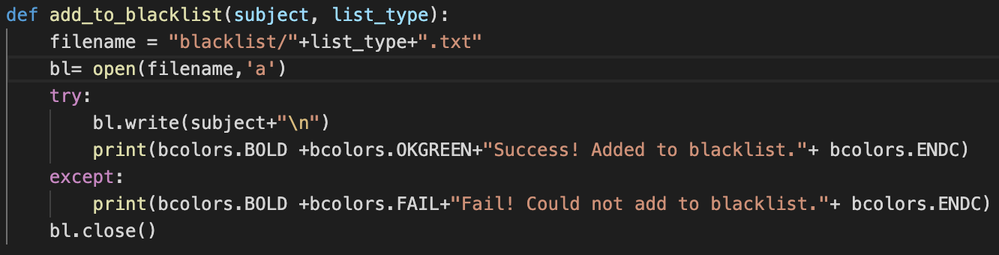 def add_to_blacklist(subject, list_type):
    filename = "blacklist/"+list_type+".txt"
    bl= open(filename,'a')
    try:
        bl.write(subject+"\n")
        print(bcolors.BOLD +bcolors.OKGREEN+"Success! Added to blacklist."+ bcolors.ENDC)
    except:
        print(bcolors.BOLD +bcolors.FAIL+"Fail! Could not add to blacklist."+ bcolors.ENDC)
    bl.close()